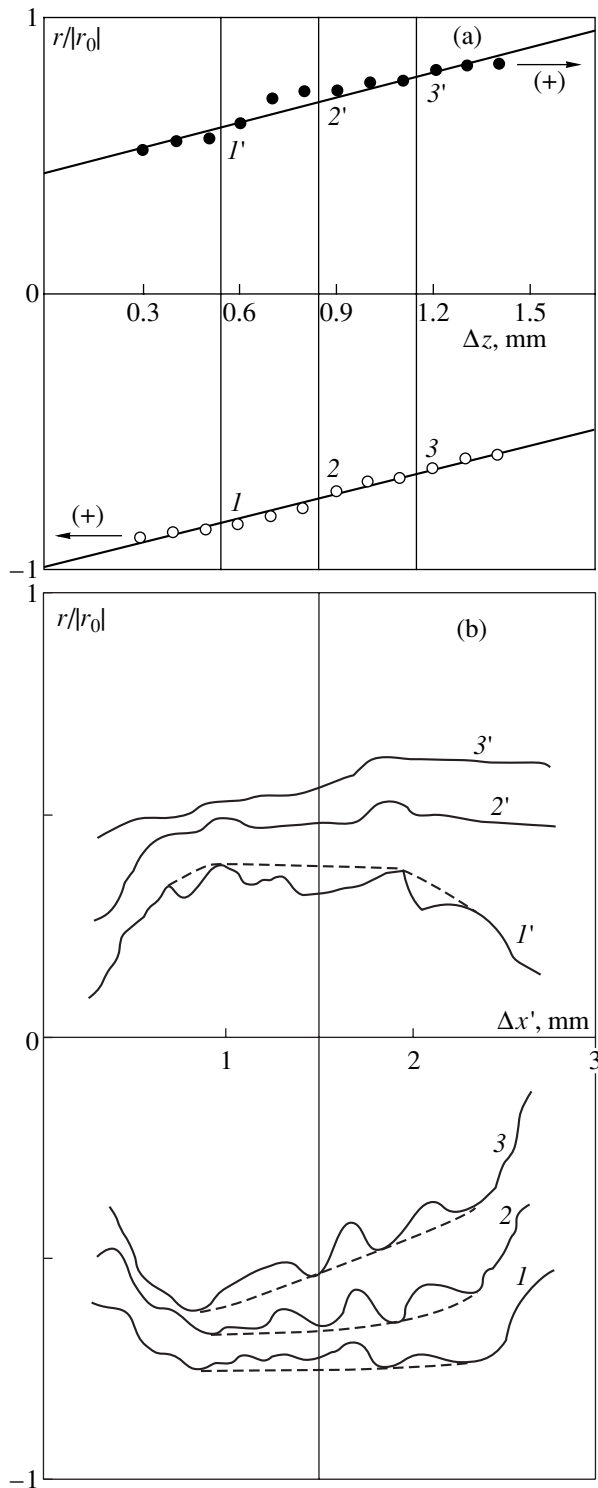 1
r/|r₀|
(a)
(+)
3'
2'
1'
0
0.3 0.6 0.9 1.2 1.5
Δz, mm
3
2
1
(+)
−1
1
r/|r₀|
(b)
3'
2'
1'
0
Δx', mm
1 2 3
3
2
1
−1